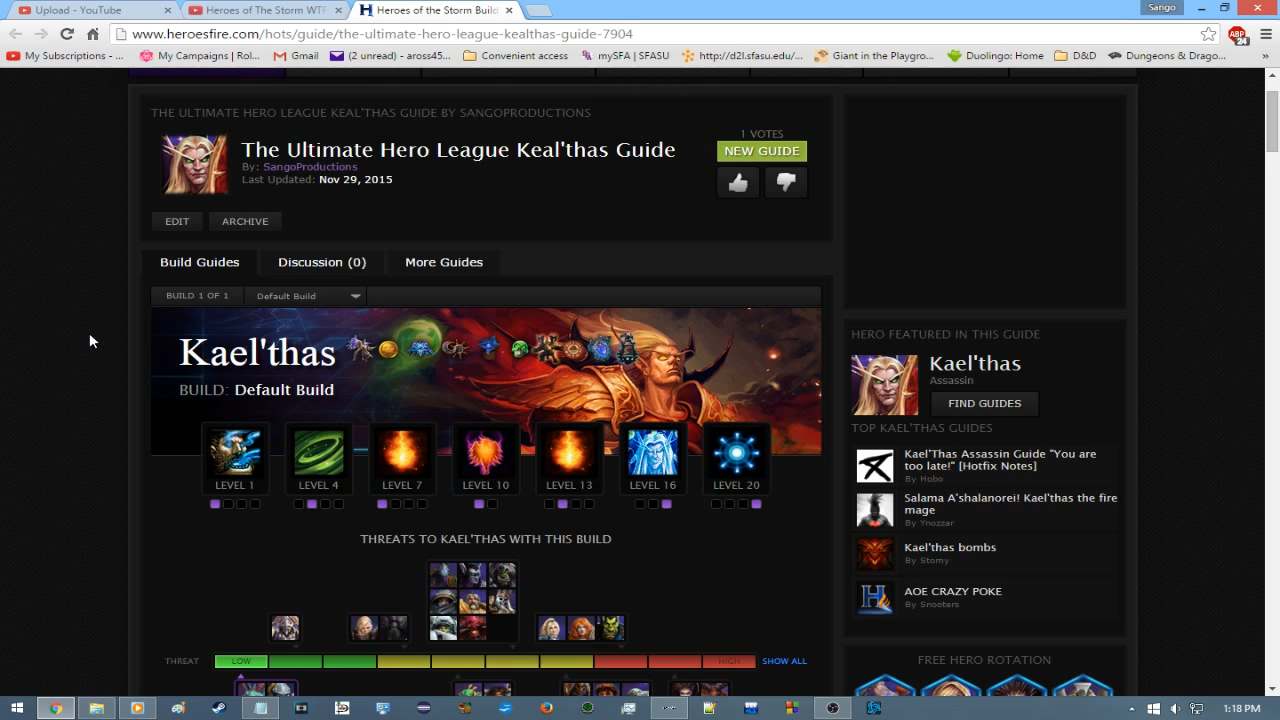 Upload - YouTube
Heroes of The Storm WTF
Heroes of the Storm Build
Sango
www.heroesfire.com/hots/guide/the-ultimate-hero-league-kealthas-guide-7904
My Subscriptions - ...
My Campaigns | Rol...
Gmail
(2 unread) - aross45...
Convenient access
mySFA | SFASU
http://d2l.sfasu.edu/...
Giant in the Playgro...
Duolingo: Home
D&D
Dungeons & Drago...
THE ULTIMATE HERO LEAGUE KEAL'THAS GUIDE BY SANGOPRODUCTIONS
The Ultimate Hero League Keal'thas Guide
By: SangoProductions
Last Updated: Nov 29, 2015
1 VOTES
NEW GUIDE
EDIT
ARCHIVE
Build Guides
Discussion (0)
More Guides
BUILD 1 OF 1
Default Build
Kael'thas
BUILD: Default Build
LEVEL 1
LEVEL 4
LEVEL 7
LEVEL 10
LEVEL 13
LEVEL 16
LEVEL 20
THREATS TO KAEL'THAS WITH THIS BUILD
THREAT
LOW
HIGH
SHOW ALL
HERO FEATURED IN THIS GUIDE
Kael'thas
Assassin
FIND GUIDES
TOP KAEL'THAS GUIDES
Kael'Thas Assassin Guide "You are
too late!" [Hotfix Notes]
By Hobo
Salama A'shalanorei! Kael'thas the fire
mage
By Ynozzar
Kael'thas bombs
By Stomy
AOE CRAZY POKE
By Snooters
FREE HERO ROTATION
1:18 PM